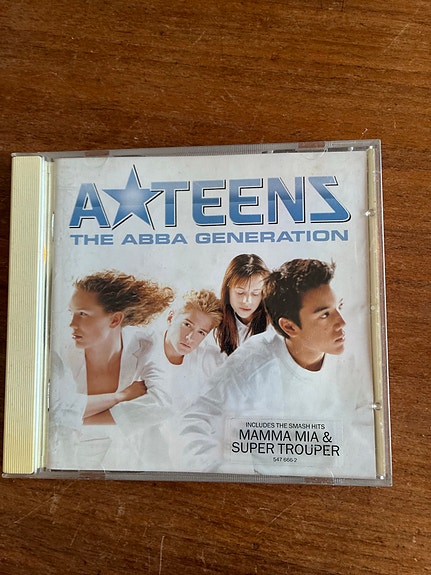 A★TEENS
THE ABBA GENERATION
INCLUDES THE SMASH HITS
MAMMA MIA &
SUPER TROUPER
547 666 2